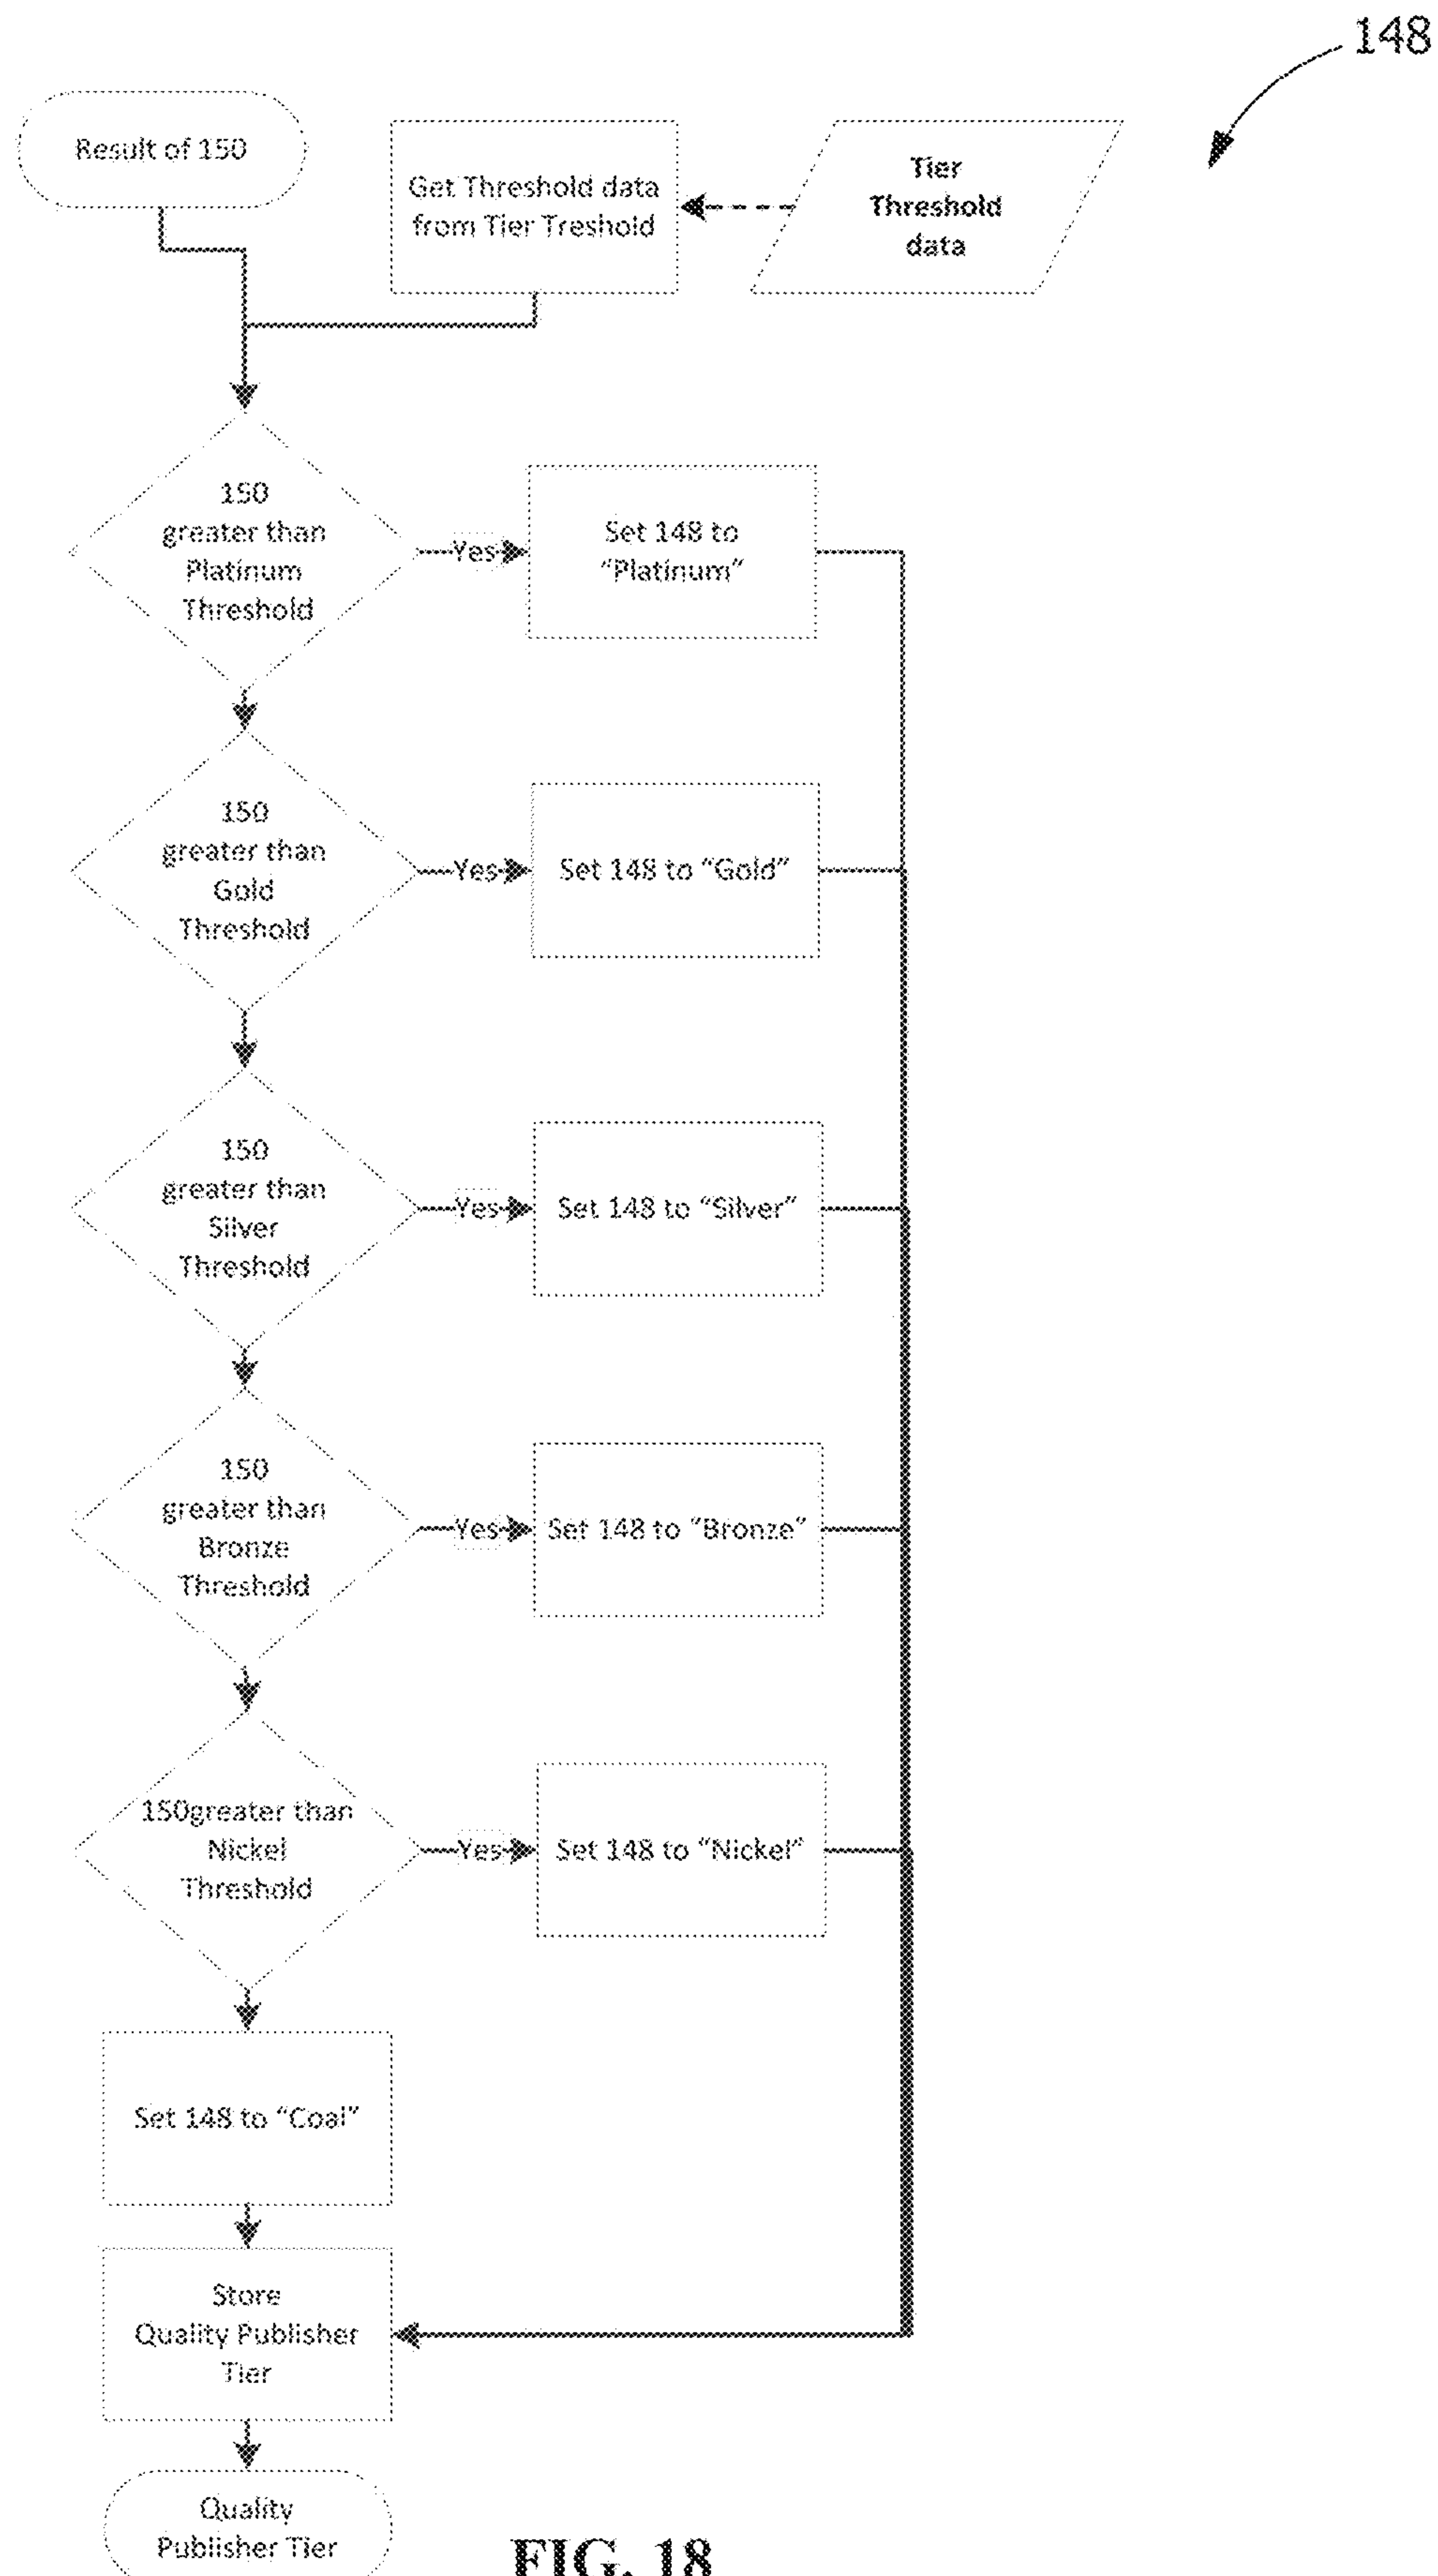 148
Result of 150
Get Threshold data
from Tier Treshold
Tier
Threshold
data
150
greater than
Platinum
Threshold
Yes
Set 148 to
“Platinum”
150
greater than
Gold
Threshold
Yes
Set 148 to “Gold”
150
greater than
Silver
Threshold
Yes
Set 148 to “Silver”
150
greater than
Bronze
Threshold
Yes
Set 148 to “Bronze”
150greater than
Nickel
Threshold
Yes
Set 148 to “Nickel”
Set 148 to “Coal”
Store
Quality Publisher
Tier
Quality
Publisher Tier
FIG. 18